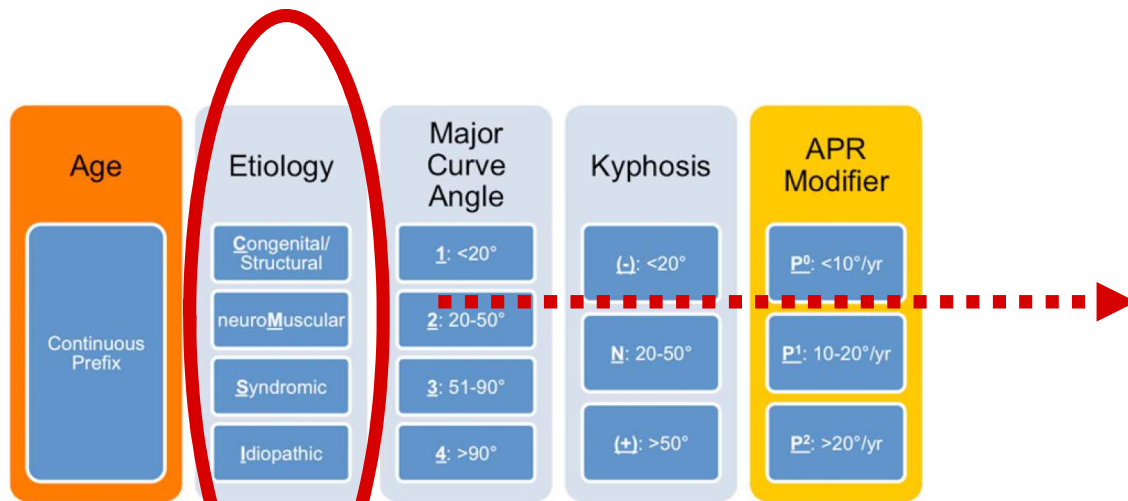 Age
Continuous
Prefix
Etiology
Congenital/
Structural
neuroMuscular
Syndromic
Idiopathic
Major
Curve
Angle
1: <20°
2: 20-50°
3: 51-90°
4: >90°
Kyphosis
(-): <20°
N: 20-50°
(+): >50°
APR
Modifier
P⁰: <10°/yr
P¹: 10-20°/yr
P²: >20°/yr